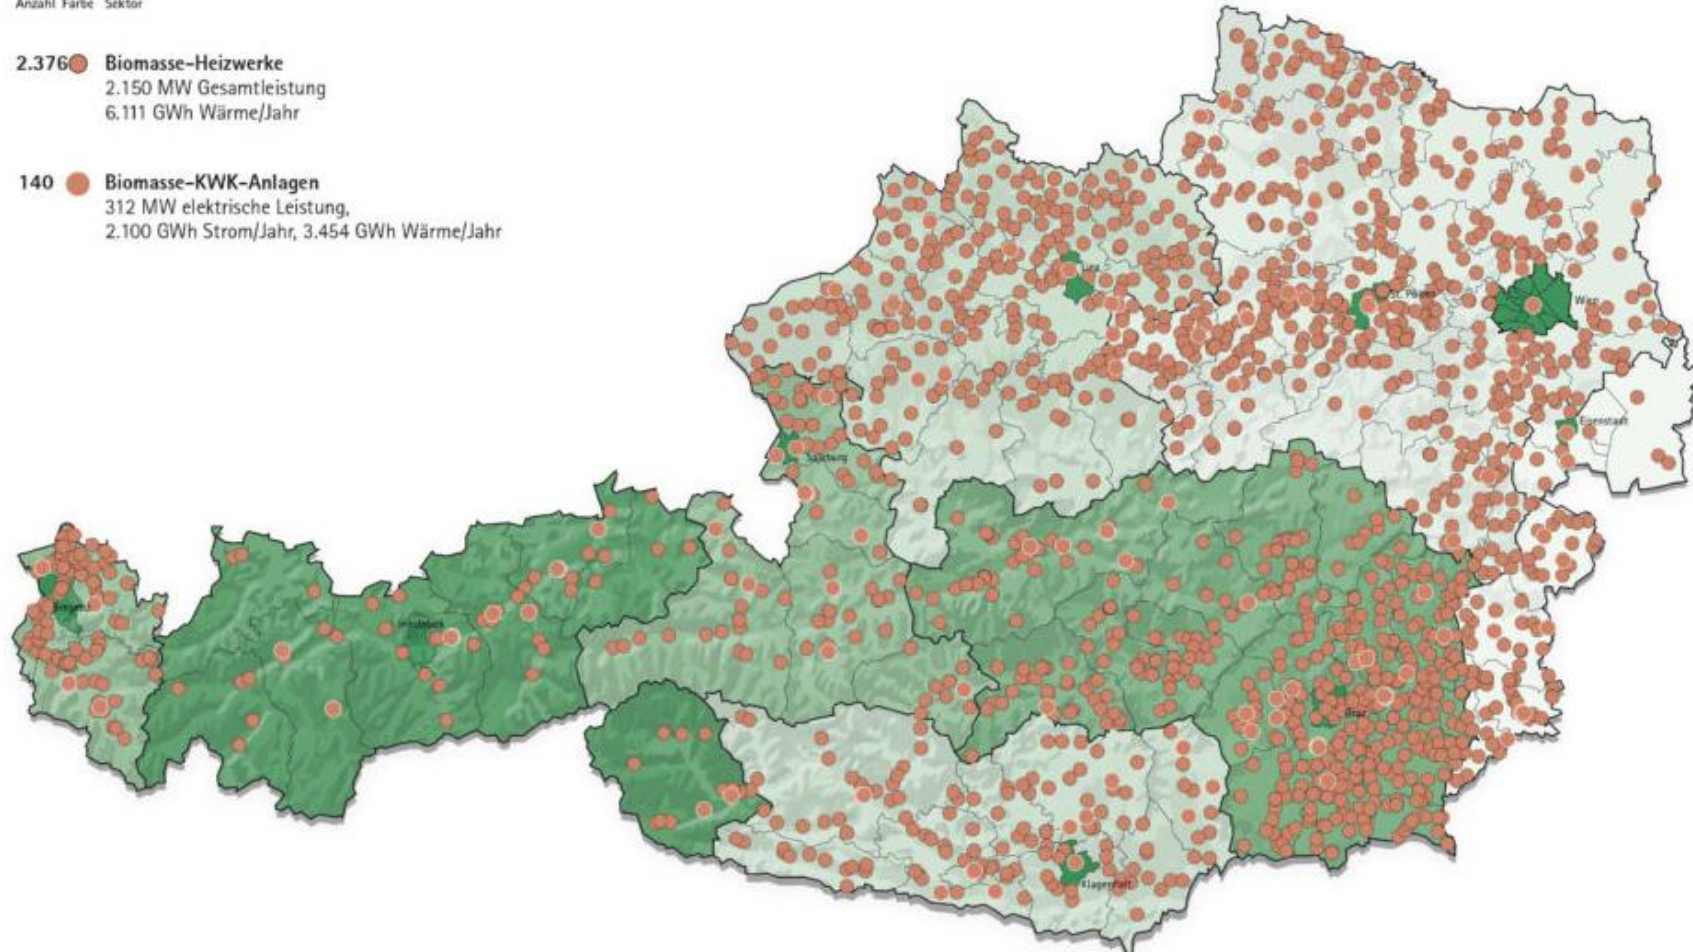 Anzahl Farbe Sektor
2.376 Biomasse-Heizwerke
2.150 MW Gesamtleistung
6.111 GWh Wärme/Jahr
140 Biomasse-KWK-Anlagen
312 MW elektrische Leistung,
2.100 GWh Strom/Jahr, 3.454 GWh Wärme/Jahr
Linz
St. Pölten
Wien
Eisenstadt
Salzburg
Bregenz
Innsbruck
Graz
Klagenfurt